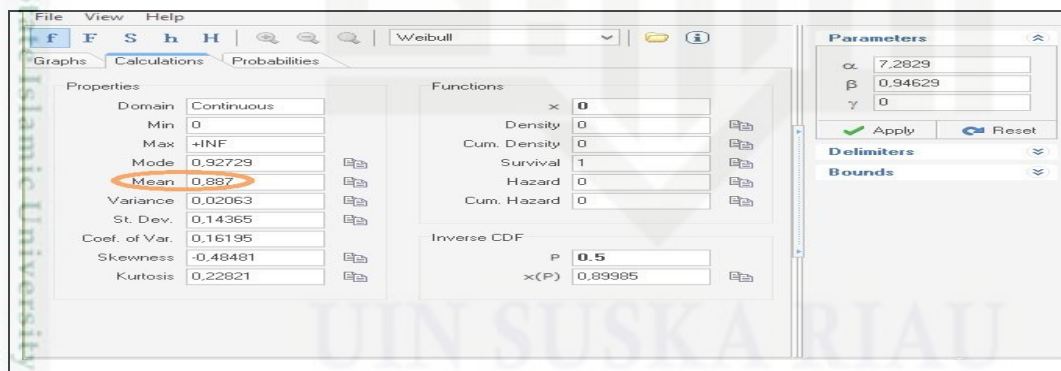 File View Help
f F S h H Weibull
Graphs Calculations Probabilities
Properties
Domain Continuous
Min 0
Max +INF
Mode 0,92729
Mean 0,887
Variance 0,02063
St. Dev. 0,14365
Coef. of Var. 0,16195
Skewness -0,48481
Kurtosis 0,22821
Functions
x 0
Density 0
Cum. Density 0
Survival 1
Hazard 0
Cum. Hazard 0
Inverse CDF
P 0.5
x(P) 0,89985
Parameters
α 7,2829
β 0,94629
γ 0
Apply Reset
Delimiters
Bounds
Islamic University
UIN SUSKA RIAU